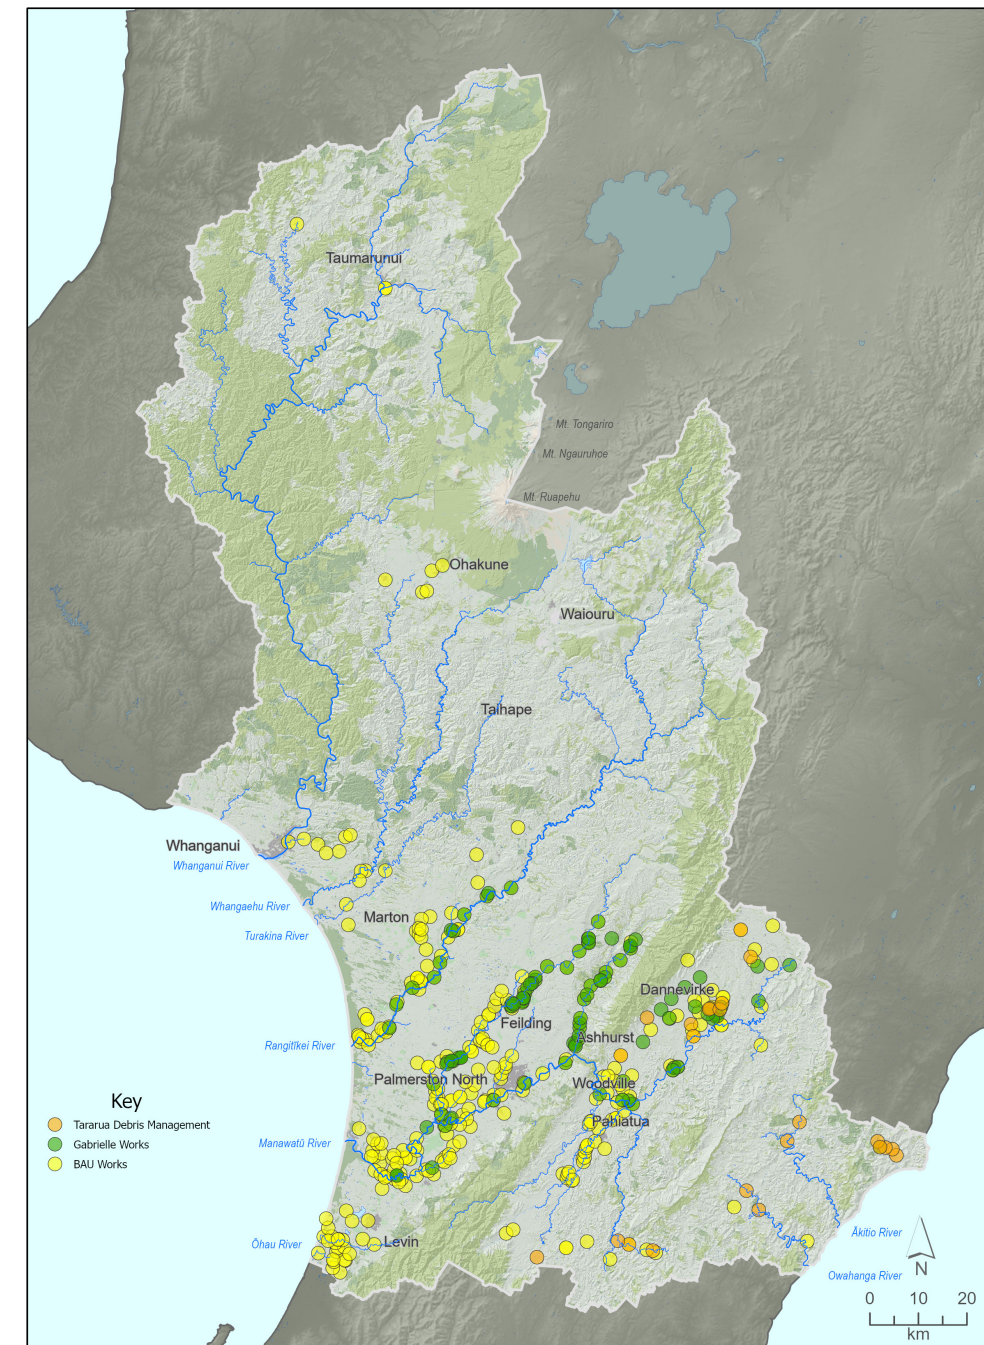 Taumarunui
Mt. Tongariro
Mt. Ngauruhoe
Mt. Ruapehu
Ohakune
Waiouru
Taihape
Whanganui
Whanganui River
Whangaehu River
Marton
Turakina River
Dannevirke
Feilding
Ashhurst
Rangitīkei River
Palmerston North
Woodville
Key
Pahiatua
Tararua Debris Management
Gabrielle Works
Manawatū River
BAU Works
Ākitio River
Ōhau River
Levin
N
Owahanga River
0 10 20
km